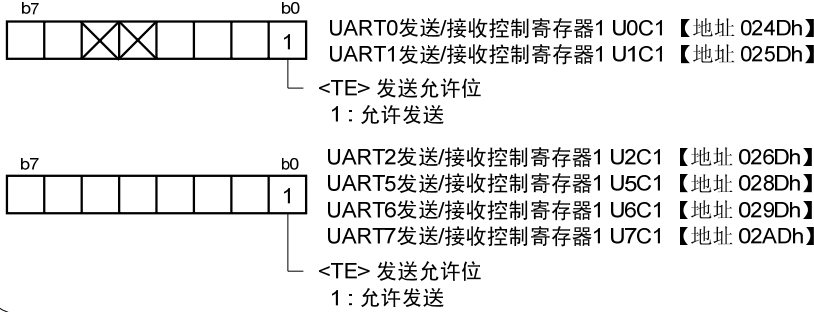 b7 b0
1
UART0发送/接收控制寄存器1 U0C1 【地址 024Dh】
UART1发送/接收控制寄存器1 U1C1 【地址 025Dh】
<TE> 发送允许位
1 : 允许发送
b7 b0
1
UART2发送/接收控制寄存器1 U2C1 【地址 026Dh】
UART5发送/接收控制寄存器1 U5C1 【地址 028Dh】
UART6发送/接收控制寄存器1 U6C1 【地址 029Dh】
UART7发送/接收控制寄存器1 U7C1 【地址 02ADh】
<TE> 发送允许位
1 : 允许发送